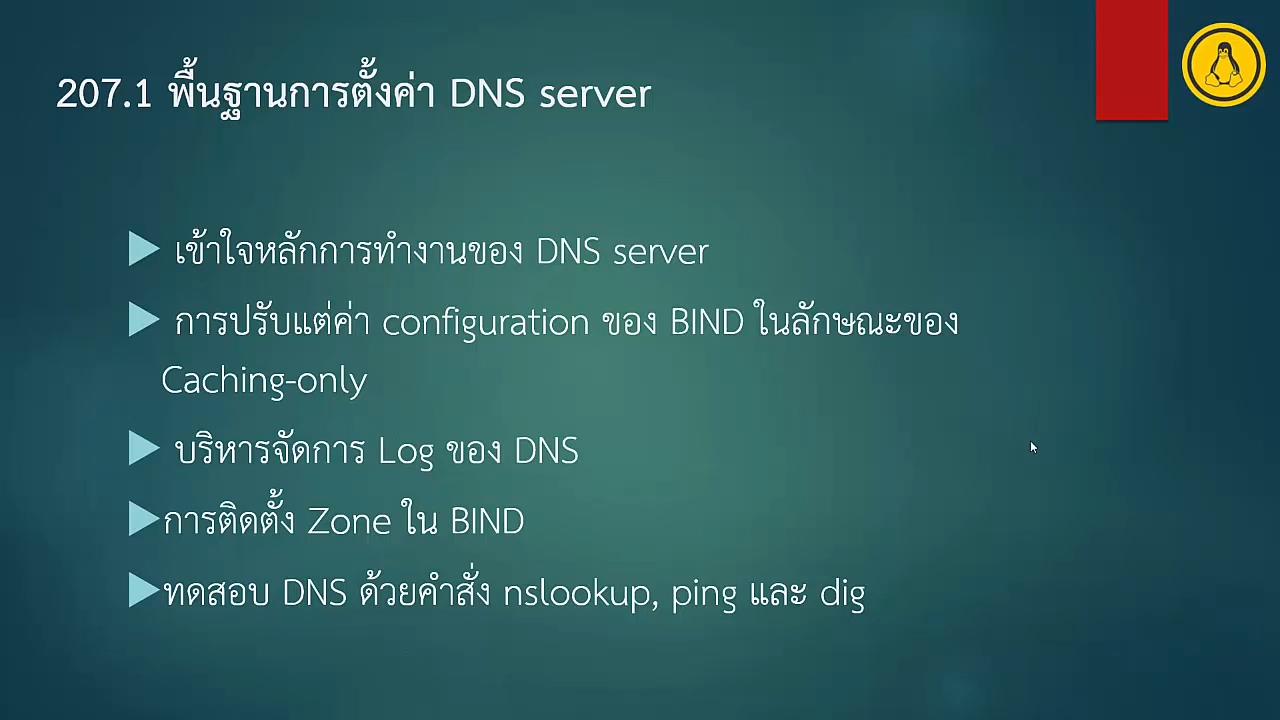 207.1 พื้นฐานการตั้งค่า DNS server
เข้าใจหลักการทำงานของ DNS server
การปรับแต่ค่า configuration ของ BIND ในลักษณะของ
Caching-only
บริหารจัดการ Log ของ DNS
การติดตั้ง Zone ใน BIND
ทดสอบ DNS ด้วยคำสั่ง nslookup, ping และ dig